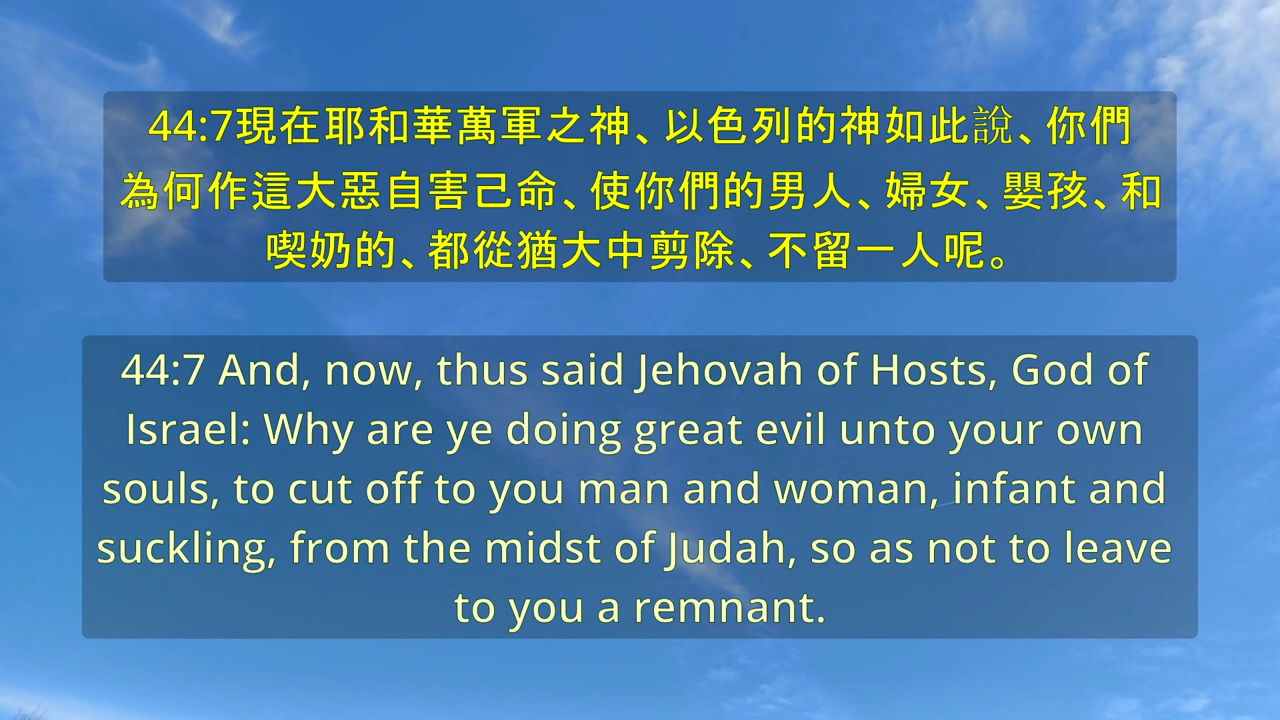 44:7現在耶和華萬軍之神、以色列的神如此說、你們
為何作這大惡自害己命、使你們的男人、婦女、嬰孩、和
喫奶的、都從猶大中剪除、不留一人呢。
44:7 And, now, thus said Jehovah of Hosts, God of
Israel: Why are ye doing great evil unto your own
souls, to cut off to you man and woman, infant and
suckling, from the midst of Judah, so as not to leave
to you a remnant.